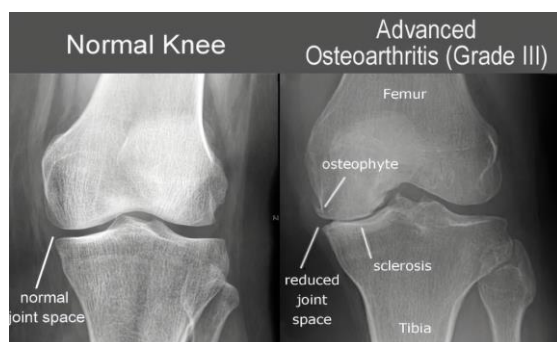 Normal Knee
normal
joint space
Advanced
Osteoarthritis (Grade III)
Femur
osteophyte
sclerosis
reduced
joint
space
Tibia